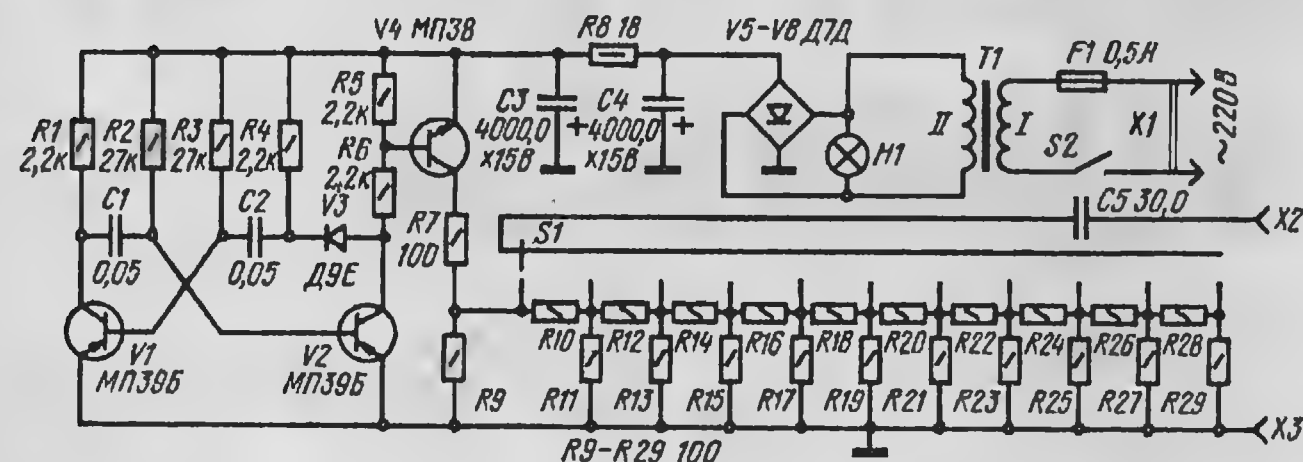 V4 МП38
R8 18
V5-V8 Д7Д
T1
F1 0,5А
R5
2,2к
C3
4000,0
×15В
+
C4
4000,0
×15В
+
II
I
S2
X1
~220В
R1
2,2к
R2
27к
R3
27к
R4
2,2к
R6
2,2к
H1
C1
0,05
C2
0,05
V3
Д9Е
R7
100
S1
C5 30,0
X2
V1
МП39Б
V2
МП39Б
R10
R12
R14
R16
R18
R20
R22
R24
R26
R28
R9
R11
R13
R15
R17
R19
R21
R23
R25
R27
R29
R9-R29 100
X3